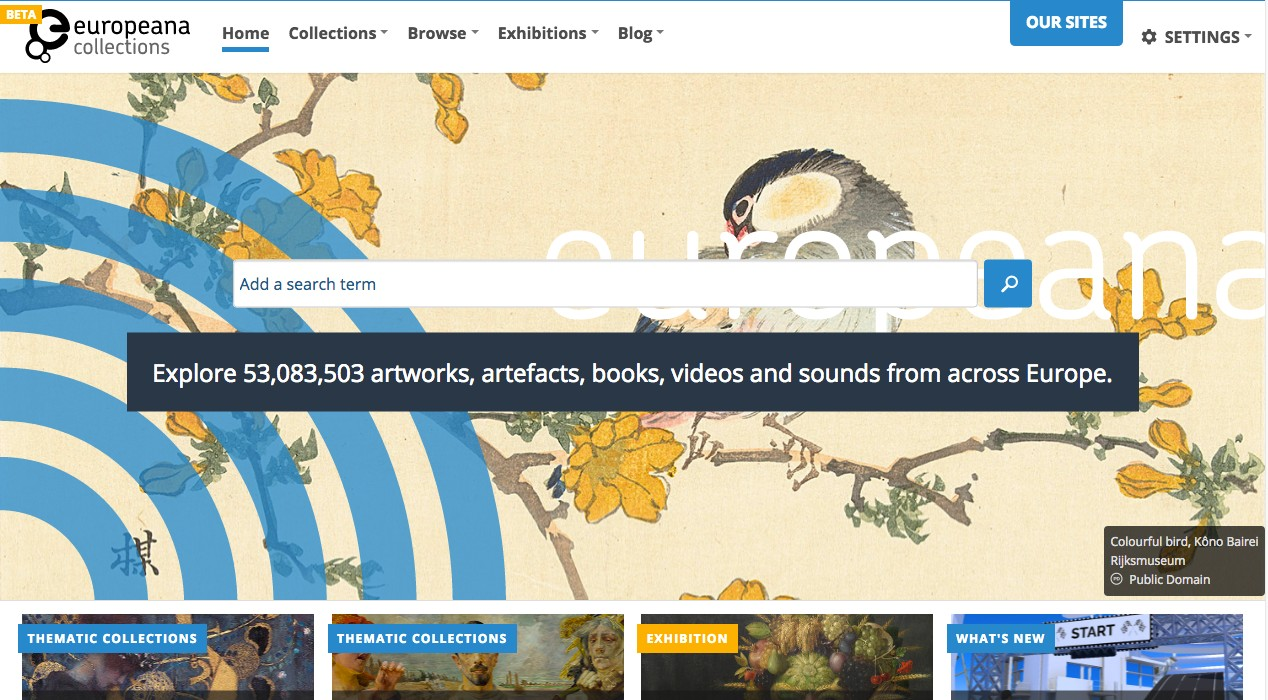 BETA
europeana
collections
Home Collections Browse Exhibitions Blog
OUR SITES
SETTINGS
europeana
Add a search term
Explore 53,083,503 artworks, artefacts, books, videos and sounds from across Europe.
Colourful bird, Kôno Bairei
Rijksmuseum
Public Domain
THEMATIC COLLECTIONS
THEMATIC COLLECTIONS
EXHIBITION
WHAT'S NEW
START